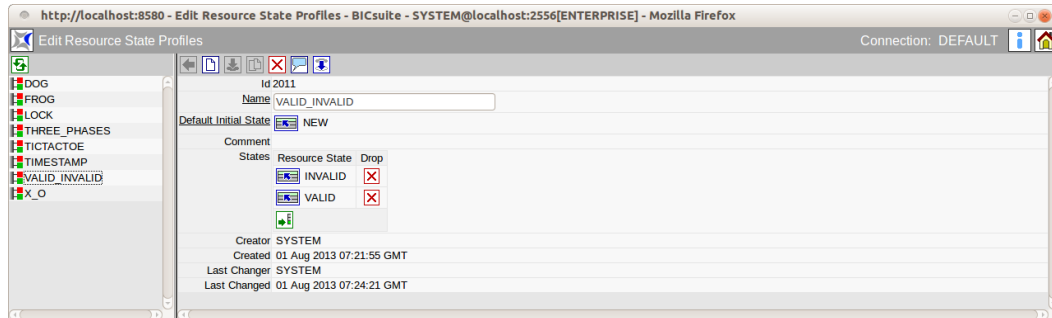 http://localhost:8580 - Edit Resource State Profiles - BICsuite - SYSTEM@localhost:2556[ENTERPRISE] - Mozilla Firefox
Edit Resource State Profiles
Connection: DEFAULT
DOG
FROG
LOCK
THREE_PHASES
TICTACTOE
TIMESTAMP
VALID_INVALID
X_O
Id 2011
Name VALID_INVALID
Default Initial State NEW
Comment
States Resource State Drop
INVALID
VALID
Creator SYSTEM
Created 01 Aug 2013 07:21:55 GMT
Last Changer SYSTEM
Last Changed 01 Aug 2013 07:24:21 GMT